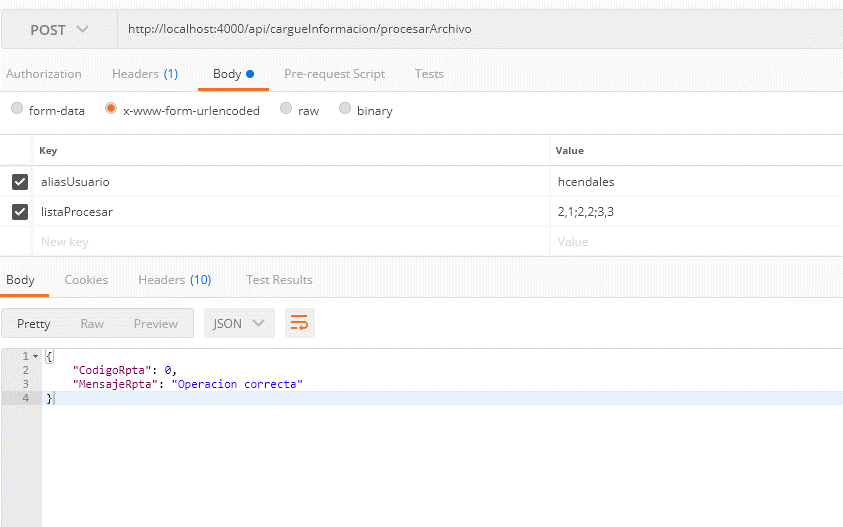 POST http://localhost:4000/api/cargueInformacion/procesarArchivo
Authorization Headers (1) Body Pre-request Script Tests
form-data x-www-form-urlencoded raw binary
Key Value
aliasUsuario hcendales
listaProcesar 2,1;2,2;3,3
New key Value
Body Cookies Headers (10) Test Results
Pretty Raw Preview JSON
1 {
2 "CodigoRpta": 0,
3 "MensajeRpta": "Operacion correcta"
4 }